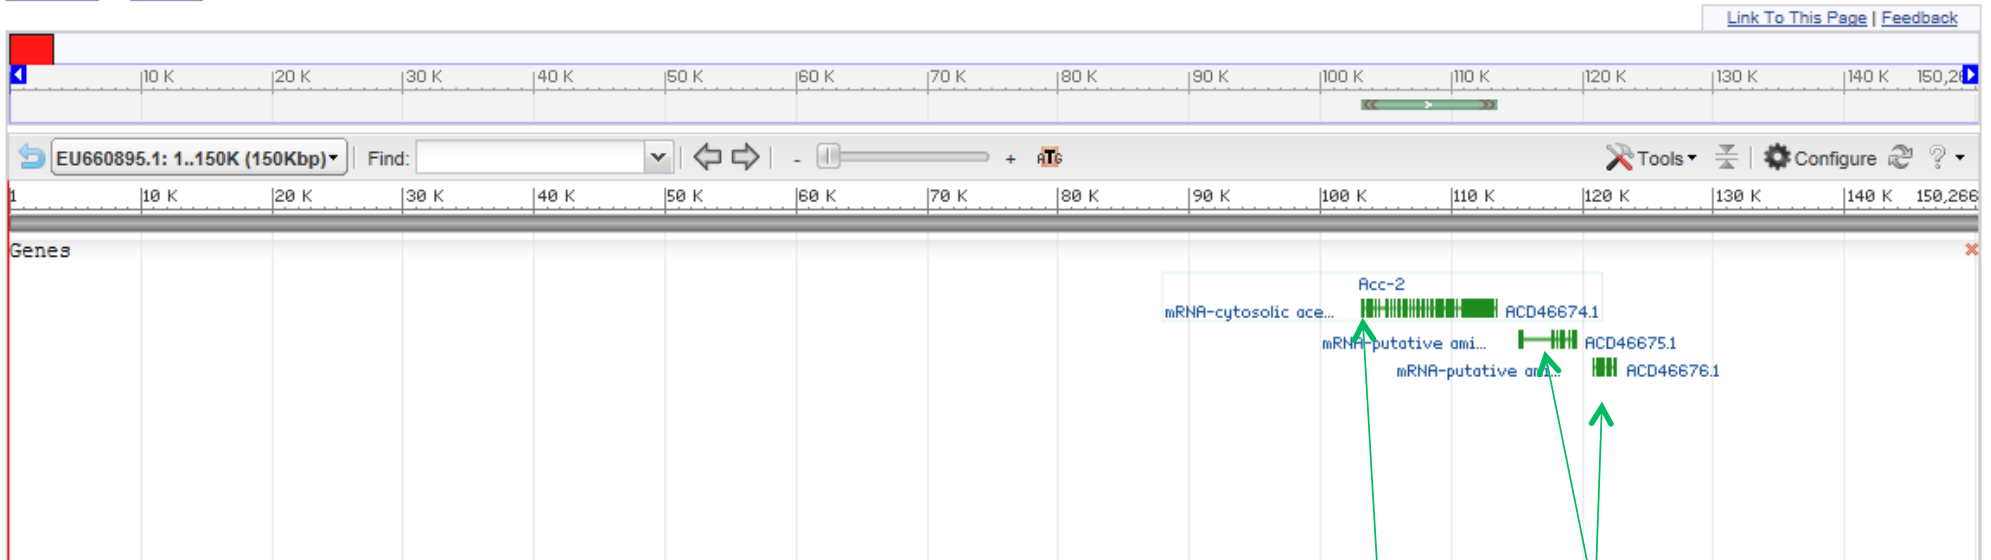 Link To This Page | Feedback
10 K 20 K 30 K 40 K 50 K 60 K 70 K 80 K 90 K 100 K 110 K 120 K 130 K 140 K
EU660895.1: 1..150K (150Kbp) Find: - + ATG Tools Configure ?
1 10 K 20 K 30 K 40 K 50 K 60 K 70 K 80 K 90 K 100 K 110 K 120 K 130 K 140 K 150,266
Genes
Acc-2
mRNA-cytosolic ace... ACD46674.1
mRNA-putative ami... ACD46675.1
mRNA-putative ami... ACD46676.1